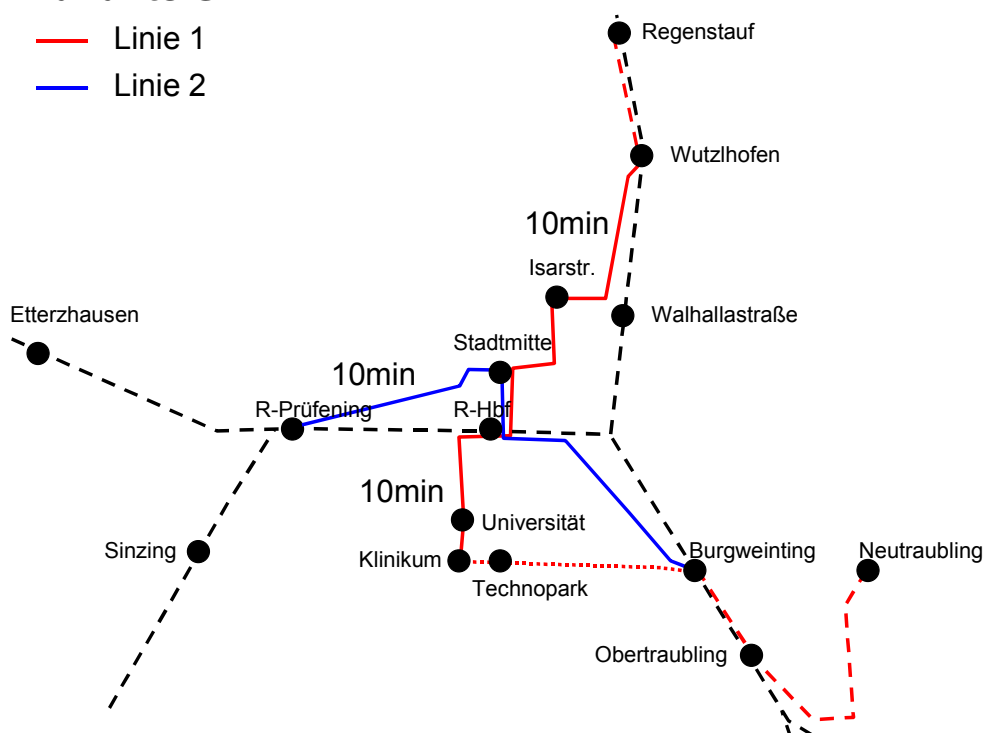 Linie 1
Linie 2
Regenstauf
Wutzlhofen
10min
Isarstr.
Etterzhausen
Walhallastraße
Stadtmitte
10min
R-Prüfening
R-Hbf
10min
Universität
Sinzing
Klinikum
Burgweinting
Neutraubling
Technopark
Obertraubling